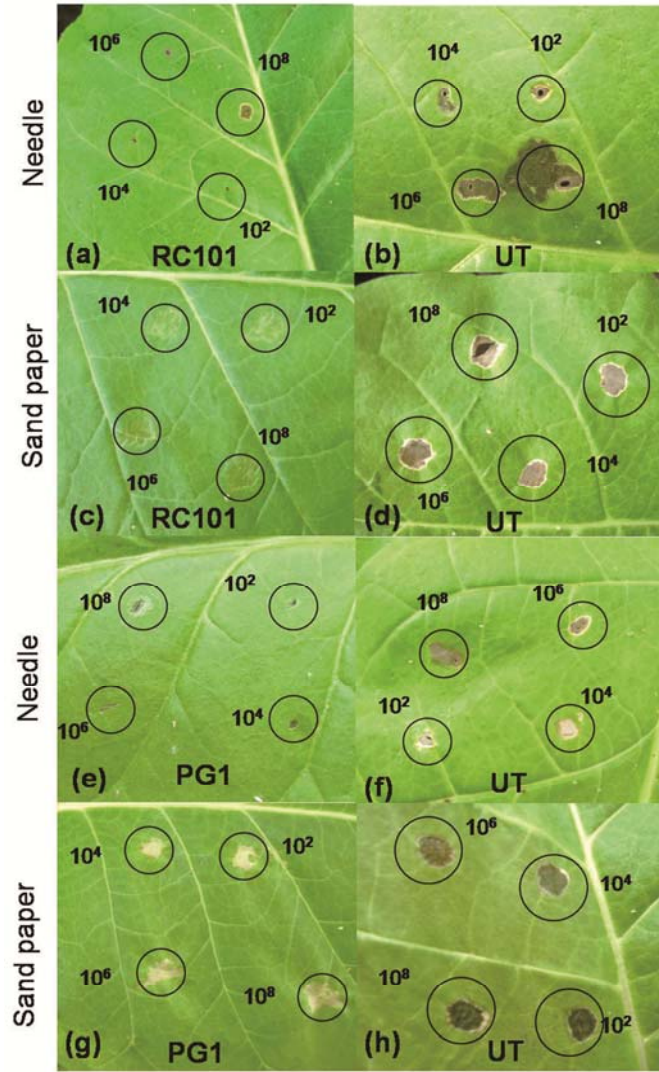 Needle
10⁶
10⁸
10⁴
10²
(a) RC101
10⁴
10²
10⁶
10⁸
(b) UT
Sand paper
10⁴
10²
10⁸
10⁶
(c) RC101
10⁸
10²
10⁴
10⁶
(d) UT
Needle
10⁸
10²
10⁶
10⁴
(e) PG1
10⁸
10⁶
10²
10⁴
(f) UT
Sand paper
10⁴
10²
10⁶
10⁸
(g) PG1
10⁶
10⁴
10⁸
10²
(h) UT